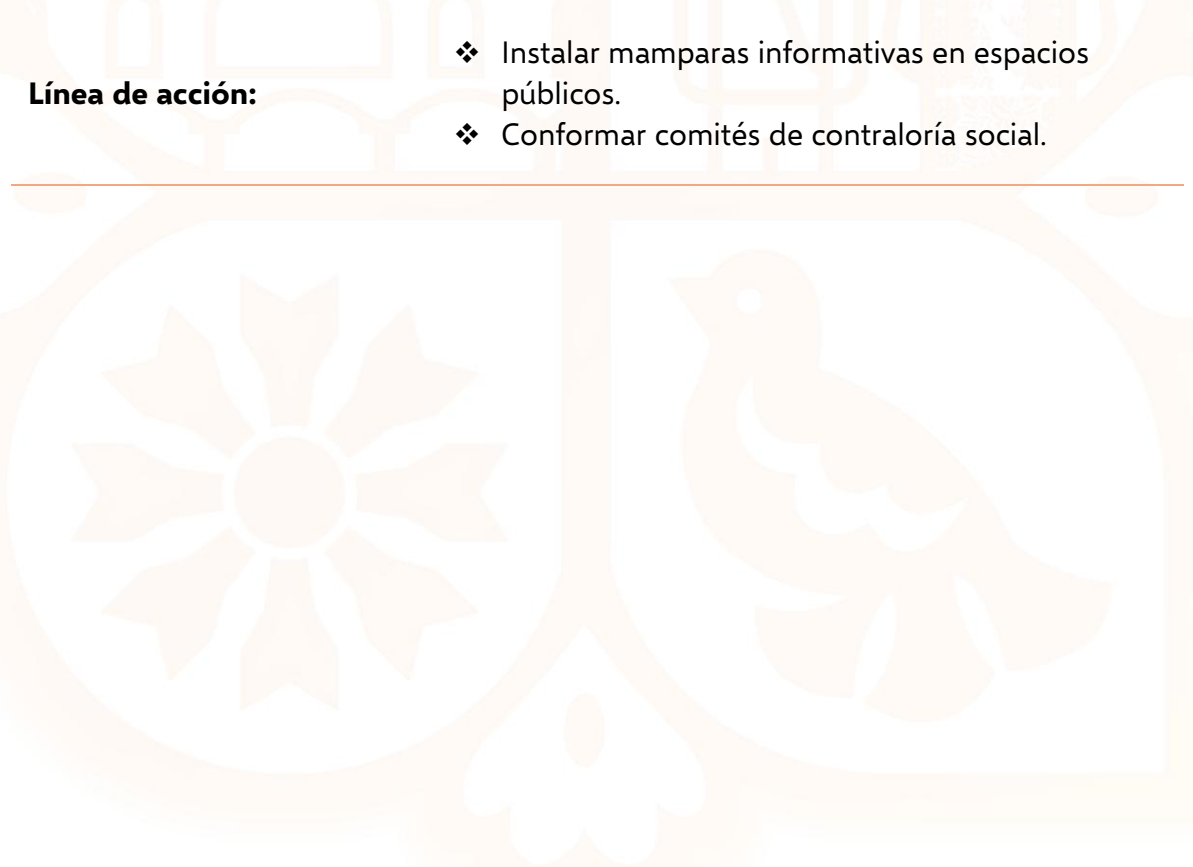 ❖ Instalar mamparas informativas en espacios
Línea de acción:
públicos.
❖ Conformar comités de contraloría social.